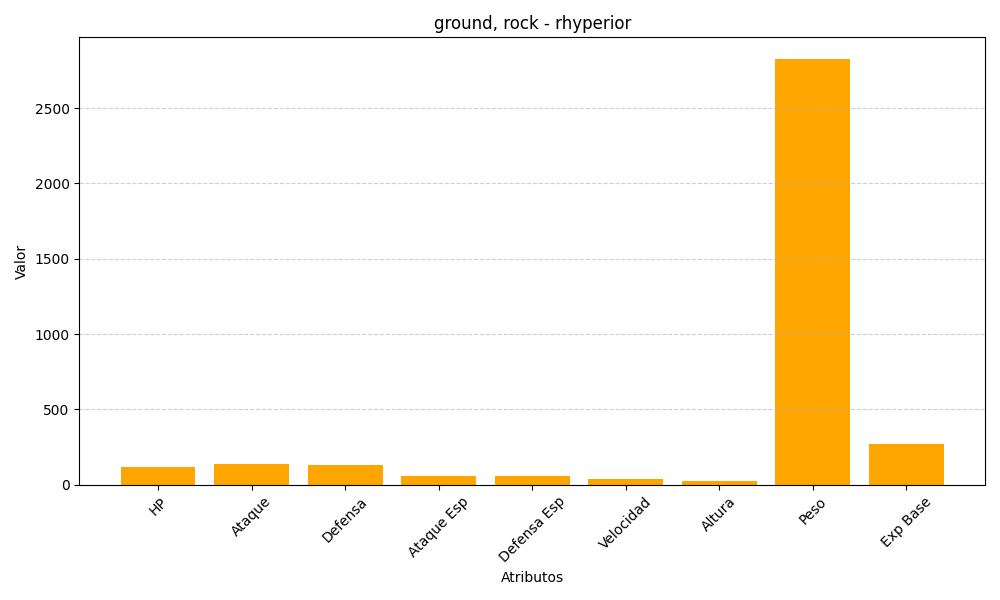 ground, rock - rhyperior
Valor
2500
2000
1500
1000
500
0
HP
Ataque
Defensa
Ataque Esp
Defensa Esp
Velocidad
Altura
Peso
Exp Base
Atributos